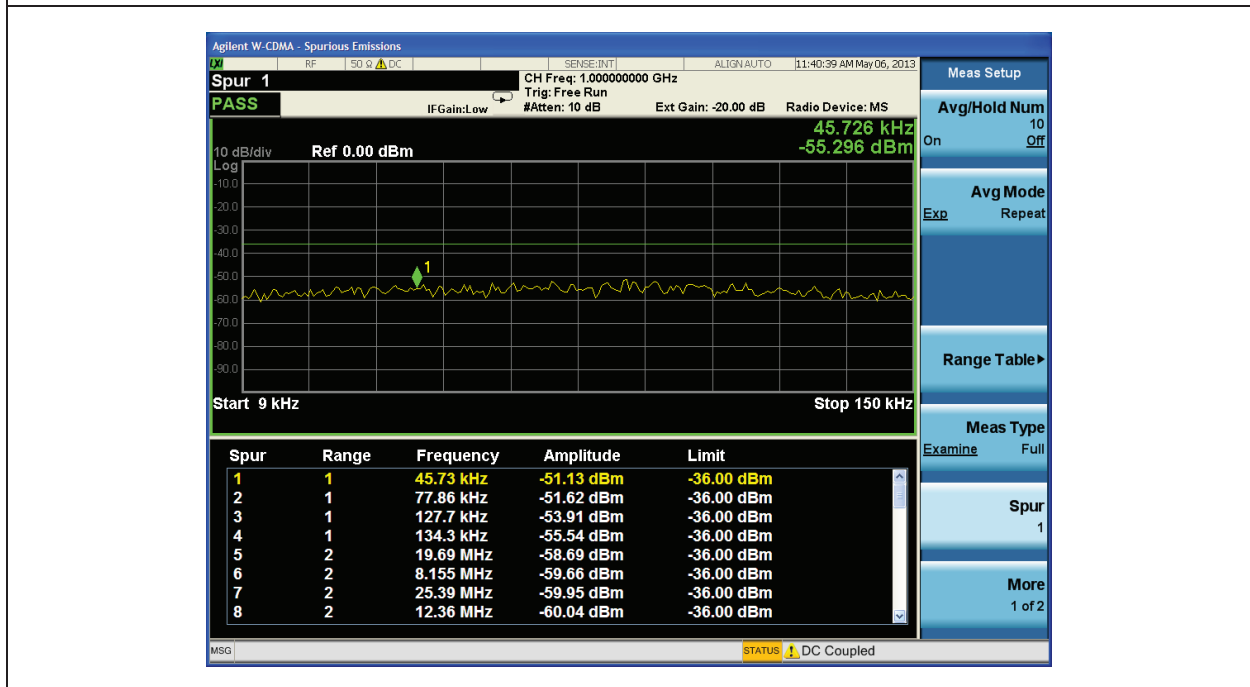 Agilent W-CDMA - Spurious Emissions
LXI RF 50 Ω DC SENSE:INT ALIGN AUTO 11:40:39 AM May 06, 2013
Spur 1
PASS
IFGain:Low
CH Freq: 1.000000000 GHz
Trig: Free Run
#Atten: 10 dB Ext Gain: -20.00 dB Radio Device: MS
45.726 kHz
-55.296 dBm
10 dB/div Ref 0.00 dBm
Log
-10.0
-20.0
-30.0
-40.0
-50.0
-60.0
-70.0
-80.0
-90.0
1
Start 9 kHz Stop 150 kHz
Spur Range Frequency Amplitude Limit
1 1 45.73 kHz -51.13 dBm -36.00 dBm
2 1 77.86 kHz -51.62 dBm -36.00 dBm
3 1 127.7 kHz -53.91 dBm -36.00 dBm
4 1 134.3 kHz -55.54 dBm -36.00 dBm
5 2 19.69 MHz -58.69 dBm -36.00 dBm
6 2 8.155 MHz -59.66 dBm -36.00 dBm
7 2 25.39 MHz -59.95 dBm -36.00 dBm
8 2 12.36 MHz -60.04 dBm -36.00 dBm
Meas Setup
Avg/Hold Num
10
On Off
Avg Mode
Exp Repeat
Range Table
Meas Type
Examine Full
Spur
1
More
1 of 2
MSG STATUS DC Coupled